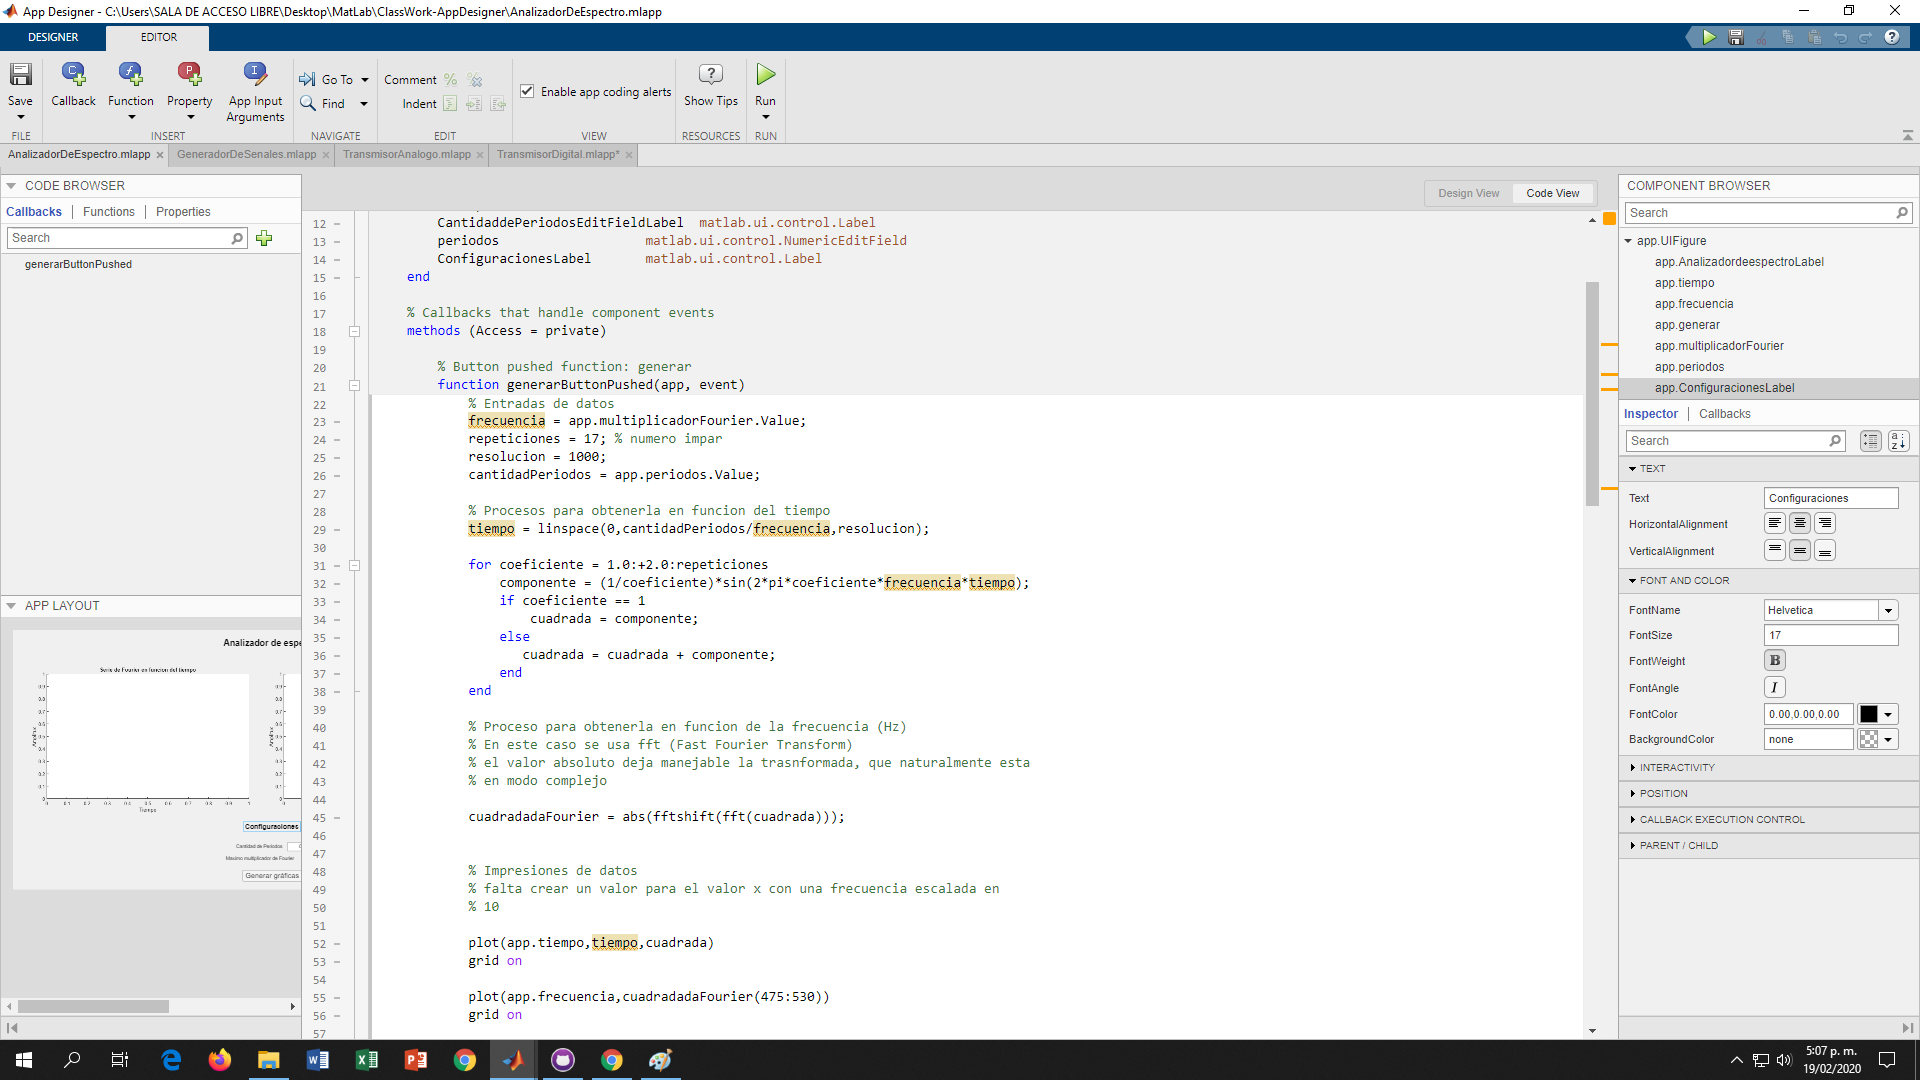 App Designer - C:\Users\SALA DE ACCESO LIBRE\Desktop\MatLab\ClassWork-AppDesigner\AnalizadorDeEspectro.mlapp
DESIGNER
EDITOR
Save
Callback
Function
Property
App Input
Arguments
Go To
Find
Comment
Indent
Enable app coding alerts
Show Tips
Run
FILE
INSERT
NAVIGATE
EDIT
VIEW
RESOURCES
RUN
AnalizadorDeEspectro.mlapp
GeneradorDeSenales.mlapp
TransmisorAnalogo.mlapp
TransmisorDigital.mlapp*
CODE BROWSER
Callbacks
Functions
Properties
Search
generarButtonPushed
APP LAYOUT
Analizador de espe
Serie de Fourier en funcion del tiempo
Tiempo
Configuraciones
Cantidad de Periodos
Maximo multiplicador de Fourier
Generar gráficas
Design View
Code View
12 CantidaddePeriodosEditFieldLabel matlab.ui.control.Label
13 periodos matlab.ui.control.NumericEditField
14 ConfiguracionesLabel matlab.ui.control.Label
15 end
16
17 % Callbacks that handle component events
18 methods (Access = private)
19
20 % Button pushed function: generar
21 function generarButtonPushed(app, event)
22 % Entradas de datos
23 frecuencia = app.multiplicadorFourier.Value;
24 repeticiones = 17; % numero impar
25 resolucion = 1000;
26 cantidadPeriodos = app.periodos.Value;
27
28 % Procesos para obtenerla en funcion del tiempo
29 tiempo = linspace(0,cantidadPeriodos/frecuencia,resolucion);
30
31 for coeficiente = 1.0:+2.0:repeticiones
32 componente = (1/coeficiente)*sin(2*pi*coeficiente*frecuencia*tiempo);
33 if coeficiente == 1
34 cuadrada = componente;
35 else
36 cuadrada = cuadrada + componente;
37 end
38 end
39
40 % Proceso para obtenerla en funcion de la frecuencia (Hz)
41 % En este caso se usa fft (Fast Fourier Transform)
42 % el valor absoluto deja manejable la trasnformada, que naturalmente esta
43 % en modo complejo
44
45 cuadradadaFourier = abs(fftshift(fft(cuadrada)));
46
47
48 % Impresiones de datos
49 % falta crear un valor para el valor x con una frecuencia escalada en
50 % 10
51
52 plot(app.tiempo,tiempo,cuadrada)
53 grid on
54
55 plot(app.frecuencia,cuadradadaFourier(475:530))
56 grid on
57
COMPONENT BROWSER
Search
app.UIFigure
app.AnalizadordeespectroLabel
app.tiempo
app.frecuencia
app.generar
app.multiplicadorFourier
app.periodos
app.ConfiguracionesLabel
Inspector
Callbacks
Search
TEXT
Text Configuraciones
HorizontalAlignment
VerticalAlignment
FONT AND COLOR
FontName Helvetica
FontSize 17
FontWeight B
FontAngle I
FontColor 0.00,0.00,0.00
BackgroundColor none
INTERACTIVITY
POSITION
CALLBACK EXECUTION CONTROL
PARENT / CHILD
5:07 p. m.
19/02/2020